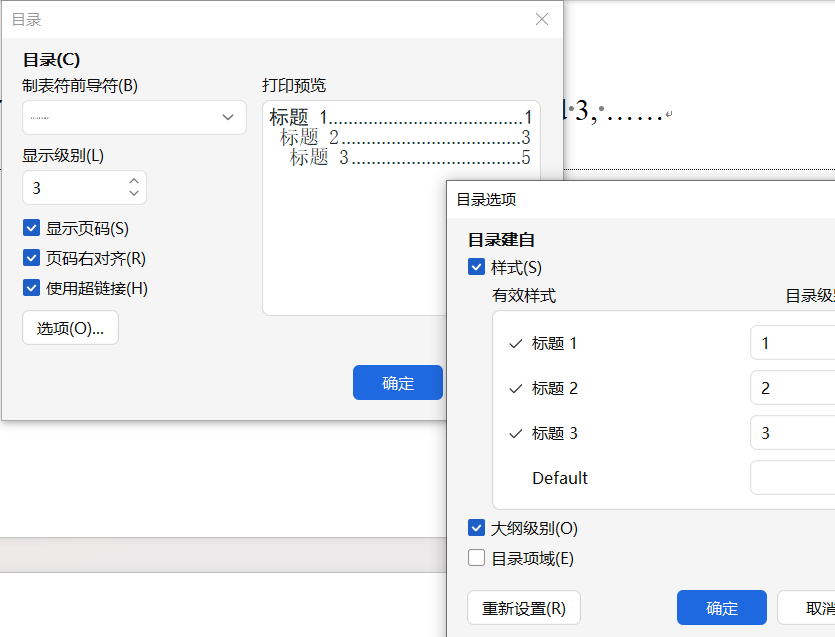 目录
目录(C)
制表符前导符(B)
打印预览
........
标题 1....................................1
标题 2...................................3
标题 3.................................5
显示级别(L)
3
显示页码(S)
页码右对齐(R)
使用超链接(H)
选项(O)...
确定
3, ……
目录选项
目录建自
样式(S)
有效样式
目录级
标题 1
1
标题 2
2
标题 3
3
Default
大纲级别(O)
目录项域(E)
重新设置(R)
确定
取消